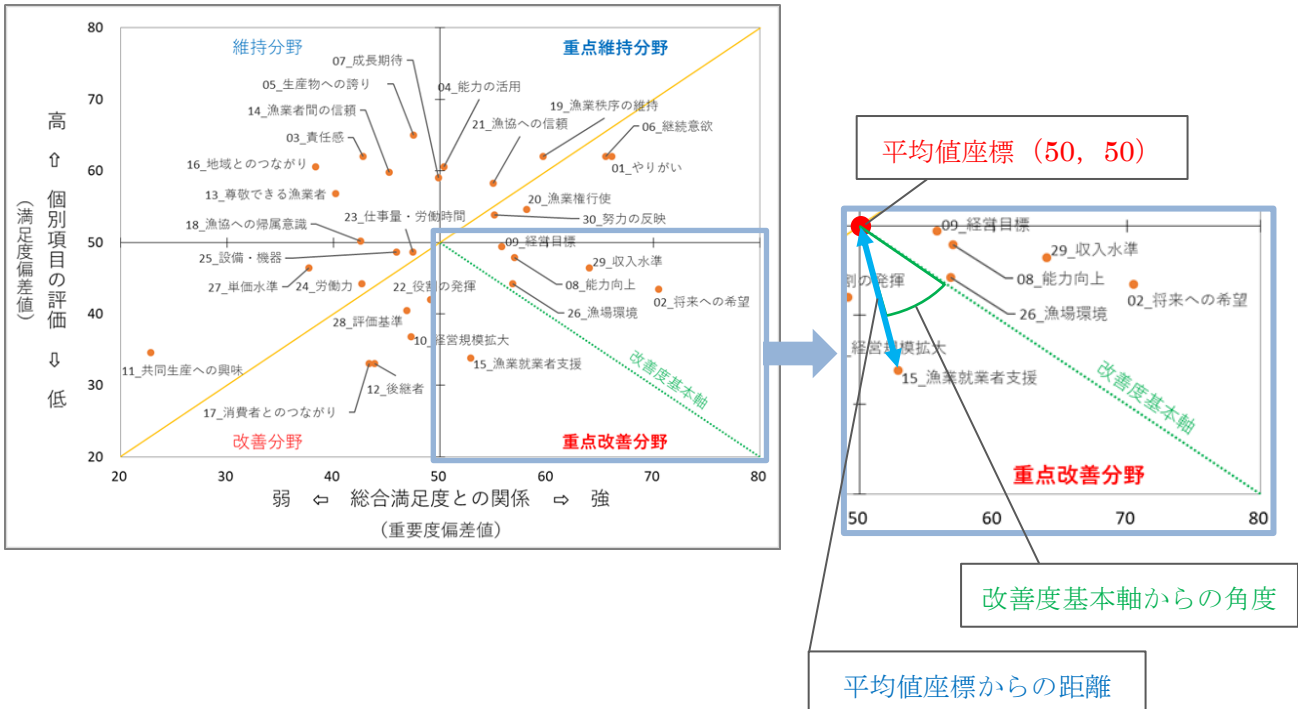 80
70
60
50
40
30
20
20
30
40
50
60
70
80
高 ⇧ 個別項目の評価 ⇩ 低
（満足度偏差値）
弱 ⇦ 総合満足度との関係 ⇨ 強
（重要度偏差値）
維持分野
重点維持分野
07_成長期待
05_生産物への誇り
04_能力の活用
14_漁業者間の信頼
19_漁業秩序の維持
21_漁協への信頼
06_継続意欲
03_責任感
16_地域とのつながり
01_やりがい
13_尊敬できる漁業者
20_漁業権行使
23_仕事量・労働時間
30_努力の反映
18_漁協への帰属意識
09_経営目標
25_設備・機器
29_収入水準
27_単価水準
24_労働力
22_役割の発揮
08_能力向上
02_将来への希望
26_漁場環境
28_評価基準
10_経営規模拡大
15_漁業就業者支援
11_共同生産への興味
12_後継者
17_消費者とのつながり
改善度基本軸
改善分野
重点改善分野
平均値座標（50，50）
09_経営目標
29_収入水準
割の発揮
08_能力向上
02_将来への希望
26_漁場環境
経営規模拡大
15_漁業就業者支援
改善度基本軸
重点改善分野
50
60
70
80
改善度基本軸からの角度
平均値座標からの距離